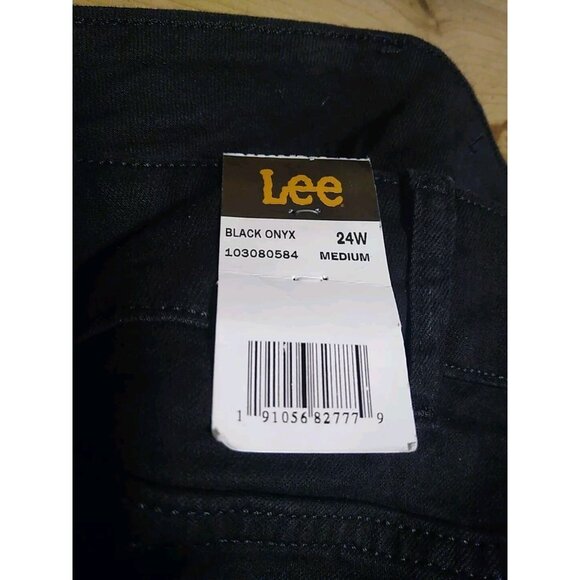 Lee
BLACK ONYX 24W
103080584 MEDIUM
1 91056 82777 9